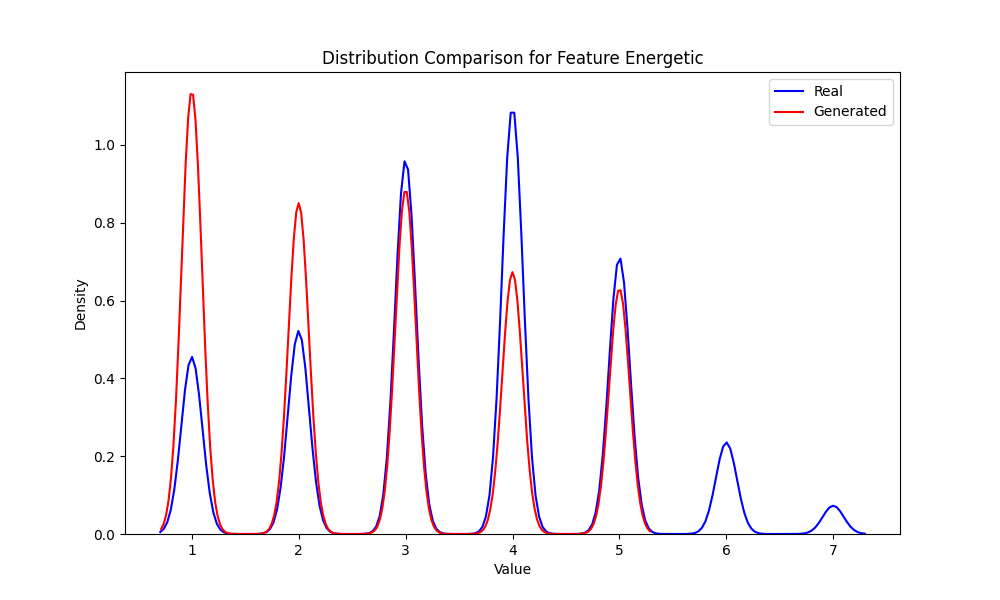 Distribution Comparison for Feature Energetic
Real
Generated
Density
1.0
0.8
0.6
0.4
0.2
0.0
1 2 3 4 5 6 7
Value